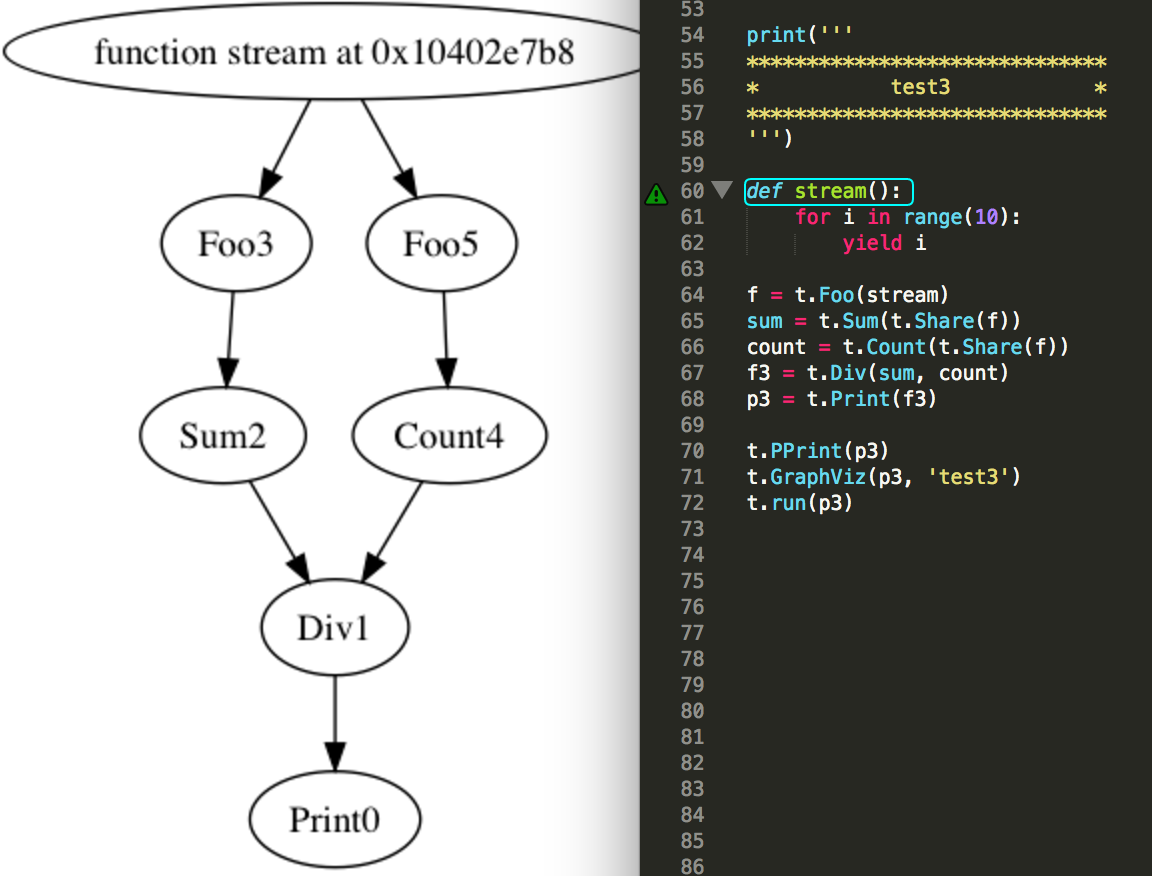 function stream at 0x10402e7b8
Foo3
Foo5
Sum2
Count4
Div1
Print0
53
54 print('''
55 ******************************
56 * test3 *
57 ******************************
58 ''')
59
60 def stream():
61 for i in range(10):
62 yield i
63
64 f = t.Foo(stream)
65 sum = t.Sum(t.Share(f))
66 count = t.Count(t.Share(f))
67 f3 = t.Div(sum, count)
68 p3 = t.Print(f3)
69
70 t.PPrint(p3)
71 t.GraphViz(p3, 'test3')
72 t.run(p3)
73
74
75
76
77
78
79
80
81
82
83
84
85
86